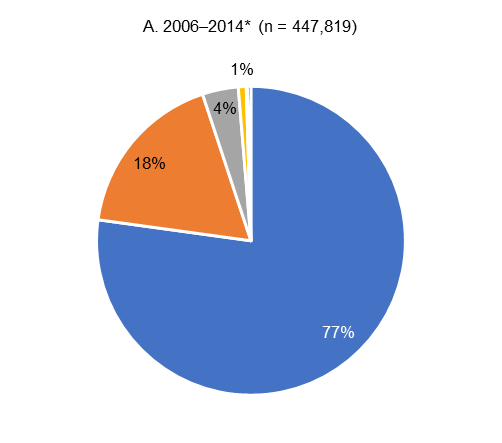 A. 2006–2014* (n = 447,819)
1%
4%
18%
77%